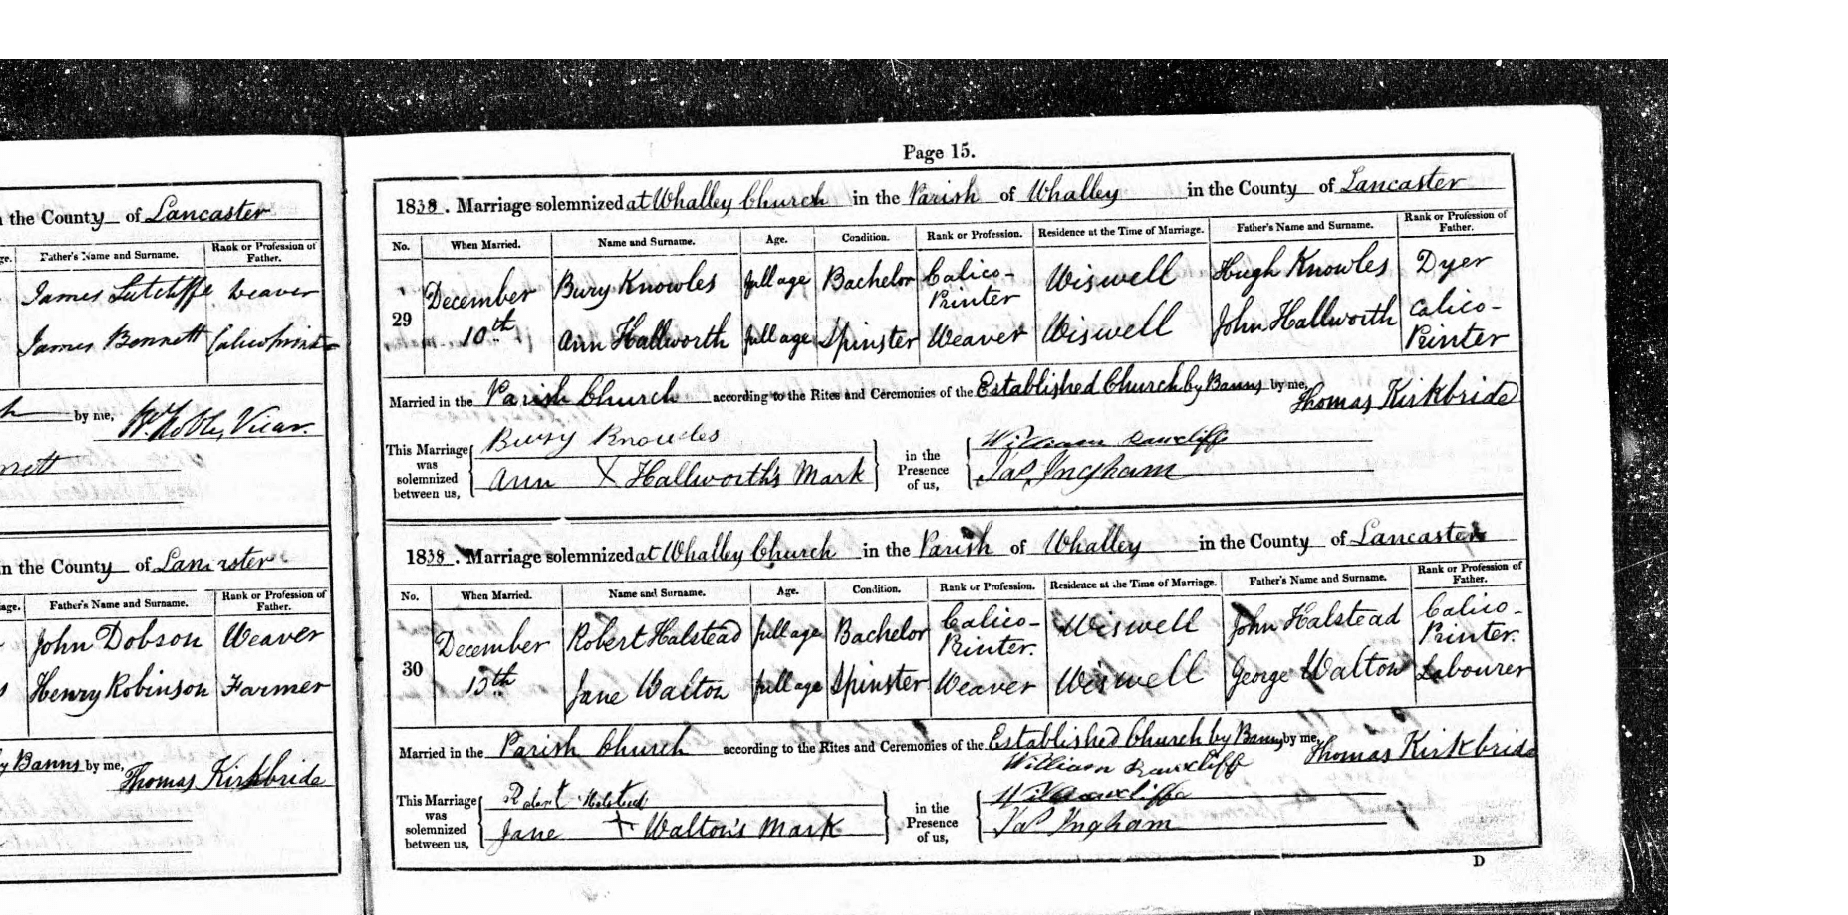 Page 15.
n the County of Lancaster
ge. Father's Name and Surname. Rank or Profession of Father.
James Sutcliffe Weaver
James Bennett Calico print
by me, Vicar.
nett
n the County of Lancaster
age. Father's Name and Surname. Rank or Profession of Father.
John Dobson Weaver
Henry Robinson Farmer
y Banns by me, Thomas Kirkbride
1838. Marriage solemnized at Whalley Church in the Parish of Whalley in the County of Lancaster
No. When Married. Name and Surname. Age. Condition. Rank or Profession. Residence at the Time of Marriage. Father's Name and Surname. Rank or Profession of Father.
29 December 10th
Bury Knowles full age Bachelor Calico-Printer Wiswell Hugh Knowles Dyer
Ann Hallworth full age Spinster Weaver Wiswell John Hallworth Calico-Printer
Married in the Parish Church according to the Rites and Ceremonies of the Established Church by Banns by me, Thomas Kirkbride
This Marriage was solemnized between us, Bury Knowles
Ann X Hallworth's Mark
in the Presence of us, William Rawcliffe
Jas Ingham
1838. Marriage solemnized at Whalley Church in the Parish of Whalley in the County of Lancaster
No. When Married. Name and Surname. Age. Condition. Rank or Profession. Residence at the Time of Marriage. Father's Name and Surname. Rank or Profession of Father.
30 December
Robert Halstead full age Bachelor Calico-Printer. Wiswell John Halstead Calico-Printer.
Jane Walton full age Spinster Weaver Wiswell George Walton Labourer
Married in the Parish Church according to the Rites and Ceremonies of the Established Church by Banns by me, Thomas Kirkbride
William Rawcliff
This Marriage was solemnized between us, Robert Halstead
Jane + Walton's Mark
in the Presence of us, Wm Rawcliffe
Jas Ingham
D